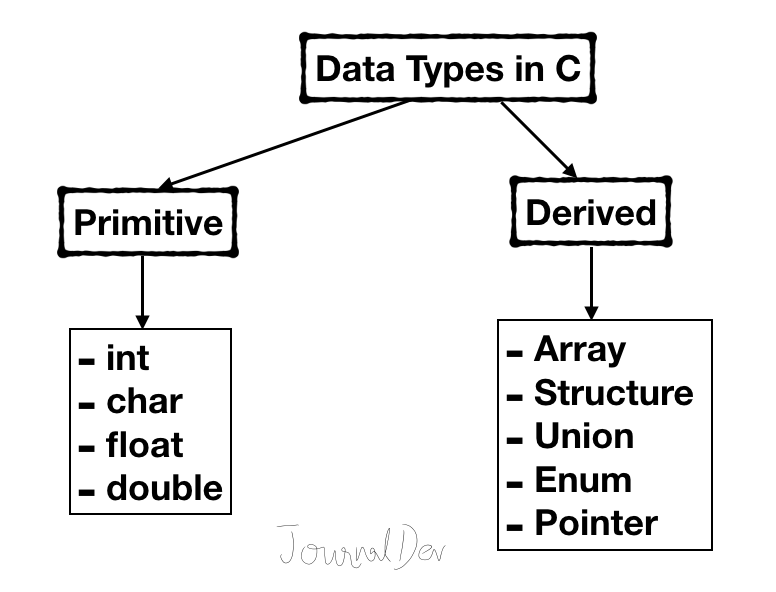 Data Types in C
Primitive
Derived
- int
- char
- float
- double
- Array
- Structure
- Union
- Enum
- Pointer
JournalDev